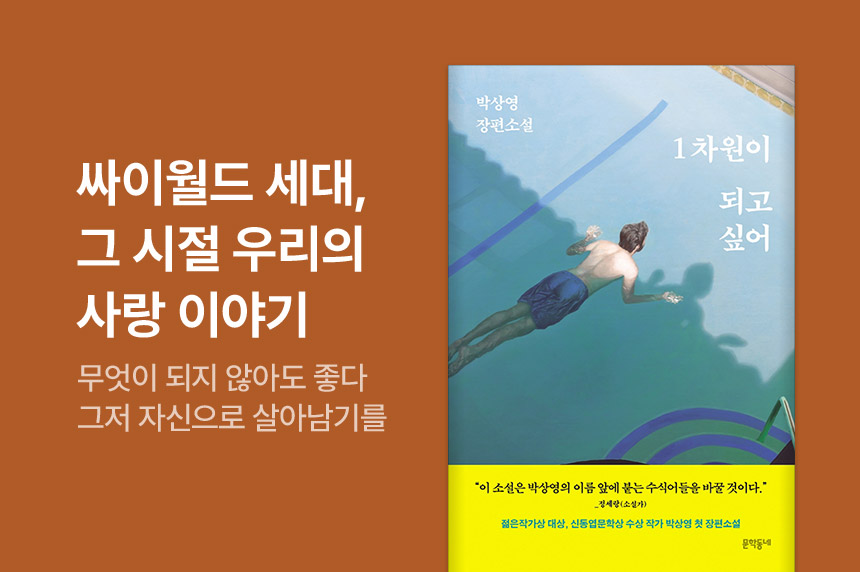 싸이월드 세대,
그 시절 우리의
사랑 이야기
무엇이 되지 않아도 좋다
그저 자신으로 살아남기를
박상영
장편소설
1차원이
되고
싶어
“이 소설은 박상영의 이름 앞에 붙는 수식어들을 바꿀 것이다.”
_정세랑(소설가)
젊은작가상 대상, 신동엽문학상 수상 작가 박상영 첫 장편소설
문학동네